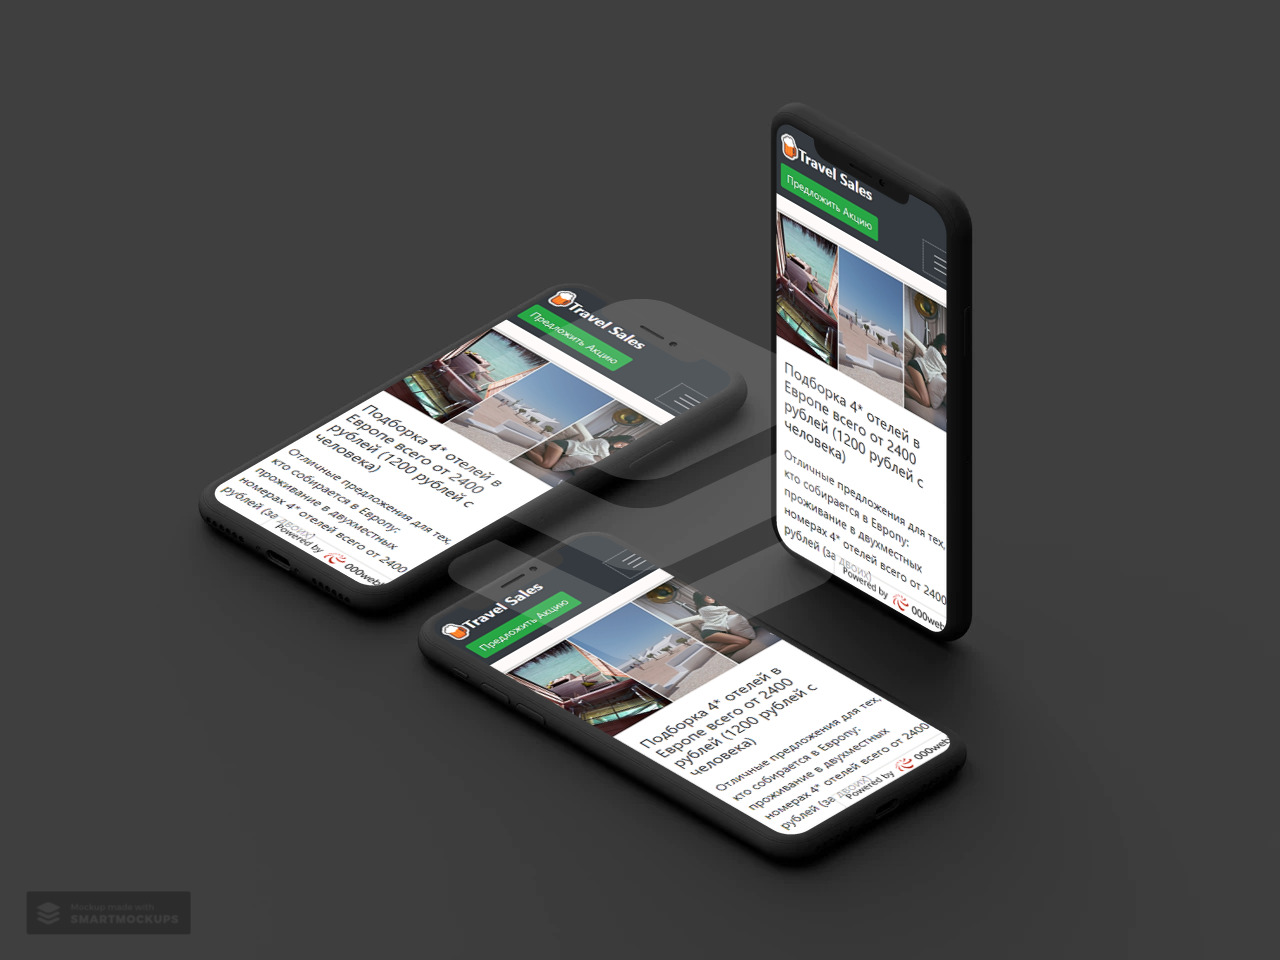 Travel Sales
Предложить Акцию
Подборка 4* отелей в
Европе всего от 2400
рублей (1200 рублей с
человека)
Отличные предложения для тех,
кто собирается в Европу:
проживание в двухместных
номерах 4* отелей всего от 2400
рублей (за двоих)
Powered by 000web
Travel Sales
Предложить Акцию
Подборка 4* отелей в
Европе всего от 2400
рублей (1200 рублей с
человека)
Отличные предложения для тех,
кто собирается в Европу:
проживание в двухместных
номерах 4* отелей всего от 2400
рублей (за двоих)
Powered by 000web
Travel Sales
Предложить Акцию
Подборка 4* отелей в
Европе всего от 2400
рублей (1200 рублей с
человека)
Отличные предложения для тех,
кто собирается в Европу:
проживание в двухместных
номерах 4* отелей всего от 2400
рублей (за двоих)
Powered by 000web
Mockup made with
SMARTMOCKUPS